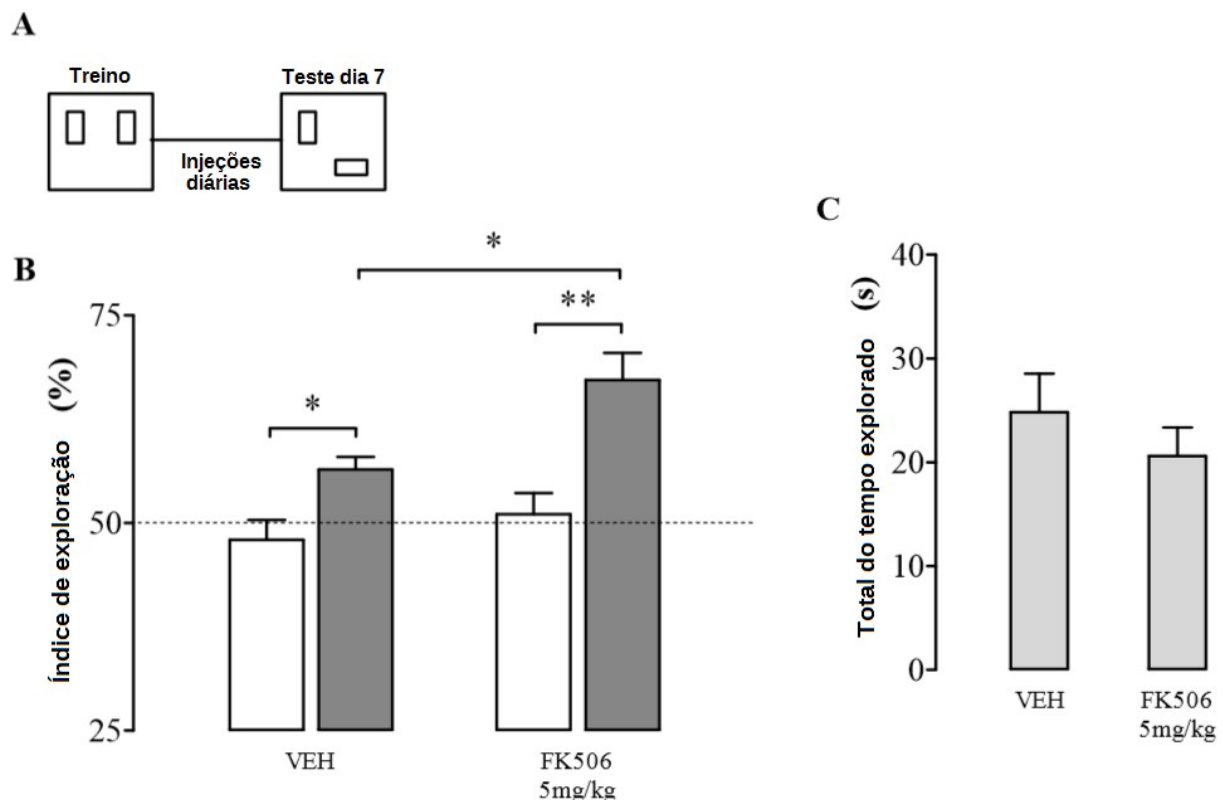 A
Treino
Teste dia 7
Injeções
diárias
B
*
**
*
75
50
25
Índice de exploração (%)
VEH
FK506
5mg/kg
C
40
30
20
10
0
Total do tempo explorado (s)
VEH
FK506
5mg/kg